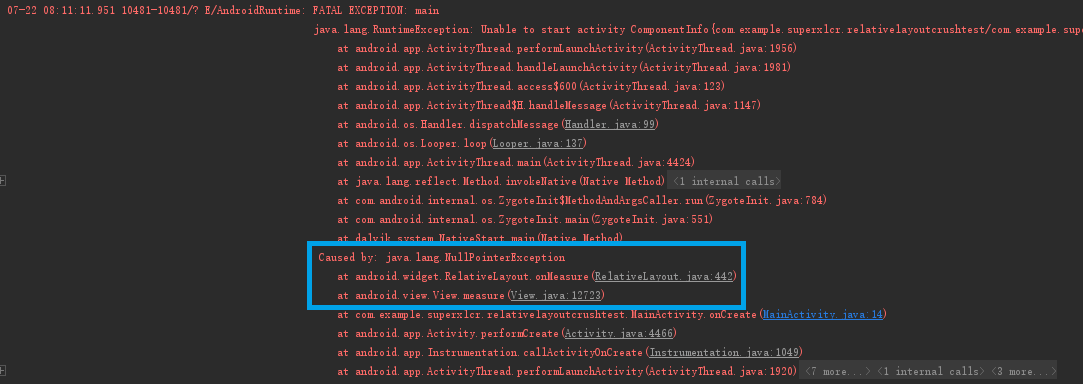 07-22 08:11:11.951 10481-10481/? E/AndroidRuntime: FATAL EXCEPTION: main
java.lang.RuntimeException: Unable to start activity ComponentInfo{com.example.superxlcr.relativelayoutcrushtest/com.example.sup
at android.app.ActivityThread.performLaunchActivity(ActivityThread.java:1956)
at android.app.ActivityThread.handleLaunchActivity(ActivityThread.java:1981)
at android.app.ActivityThread.access$600(ActivityThread.java:123)
at android.app.ActivityThread$H.handleMessage(ActivityThread.java:1147)
at android.os.Handler.dispatchMessage(Handler.java:99)
at android.os.Looper.loop(Looper.java:137)
at android.app.ActivityThread.main(ActivityThread.java:4424)
at java.lang.reflect.Method.invokeNative(Native Method) <1 internal calls>
at com.android.internal.os.ZygoteInit$MethodAndArgsCaller.run(ZygoteInit.java:784)
at com.android.internal.os.ZygoteInit.main(ZygoteInit.java:551)
at dalvik.system.NativeStart.main(Native Method)
Caused by: java.lang.NullPointerException
at android.widget.RelativeLayout.onMeasure(RelativeLayout.java:442)
at android.view.View.measure(View.java:12723)
at com.example.superxlcr.relativelayoutcrushtest.MainActivity.onCreate(MainActivity.java:14)
at android.app.Activity.performCreate(Activity.java:4466)
at android.app.Instrumentation.callActivityOnCreate(Instrumentation.java:1049)
at android.app.ActivityThread.performLaunchActivity(ActivityThread.java:1920) <7 more...> <1 internal calls> <3 more...>